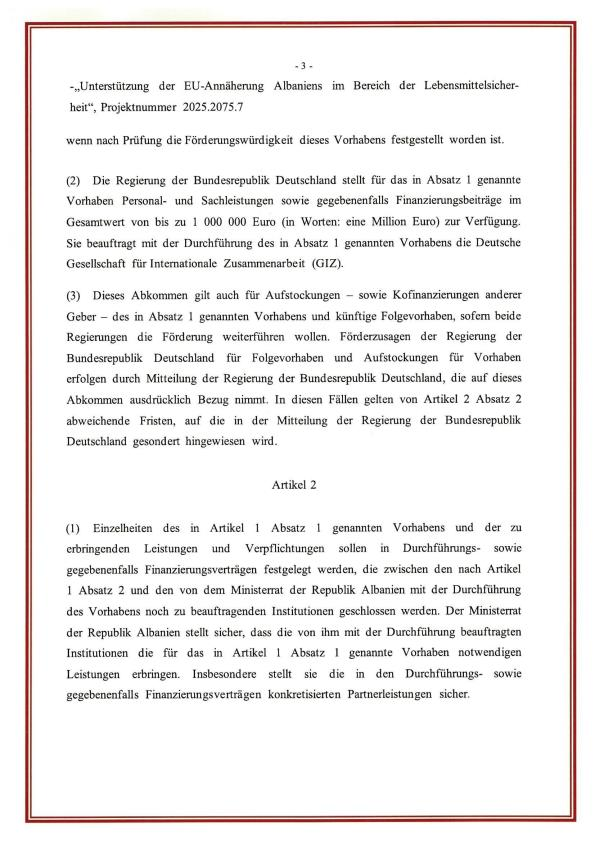 - 3 -
-„Unterstützung der EU-Annäherung Albaniens im Bereich der Lebensmittelsicher-
heit“, Projektnummer 2025.2075.7
wenn nach Prüfung die Förderungswürdigkeit dieses Vorhabens festgestellt worden ist.
(2) Die Regierung der Bundesrepublik Deutschland stellt für das in Absatz 1 genannte
Vorhaben Personal- und Sachleistungen sowie gegebenenfalls Finanzierungsbeiträge im
Gesamtwert von bis zu 1 000 000 Euro (in Worten: eine Million Euro) zur Verfügung.
Sie beauftragt mit der Durchführung des in Absatz 1 genannten Vorhabens die Deutsche
Gesellschaft für Internationale Zusammenarbeit (GIZ).
(3) Dieses Abkommen gilt auch für Aufstockungen – sowie Kofinanzierungen anderer
Geber – des in Absatz 1 genannten Vorhabens und künftige Folgevorhaben, sofern beide
Regierungen die Förderung weiterführen wollen. Förderzusagen der Regierung der
Bundesrepublik Deutschland für Folgevorhaben und Aufstockungen für Vorhaben
erfolgen durch Mitteilung der Regierung der Bundesrepublik Deutschland, die auf dieses
Abkommen ausdrücklich Bezug nimmt. In diesen Fällen gelten von Artikel 2 Absatz 2
abweichende Fristen, auf die in der Mitteilung der Regierung der Bundesrepublik
Deutschland gesondert hingewiesen wird.
Artikel 2
(1) Einzelheiten des in Artikel 1 Absatz 1 genannten Vorhabens und der zu
erbringenden Leistungen und Verpflichtungen sollen in Durchführungs- sowie
gegebenenfalls Finanzierungsverträgen festgelegt werden, die zwischen den nach Artikel
1 Absatz 2 und den von dem Ministerrat der Republik Albanien mit der Durchführung
des Vorhabens noch zu beauftragenden Institutionen geschlossen werden. Der Ministerrat
der Republik Albanien stellt sicher, dass die von ihm mit der Durchführung beauftragten
Institutionen die für das in Artikel 1 Absatz 1 genannte Vorhaben notwendigen
Leistungen erbringen. Insbesondere stellt sie die in den Durchführungs- sowie
gegebenenfalls Finanzierungsverträgen konkretisierten Partnerleistungen sicher.